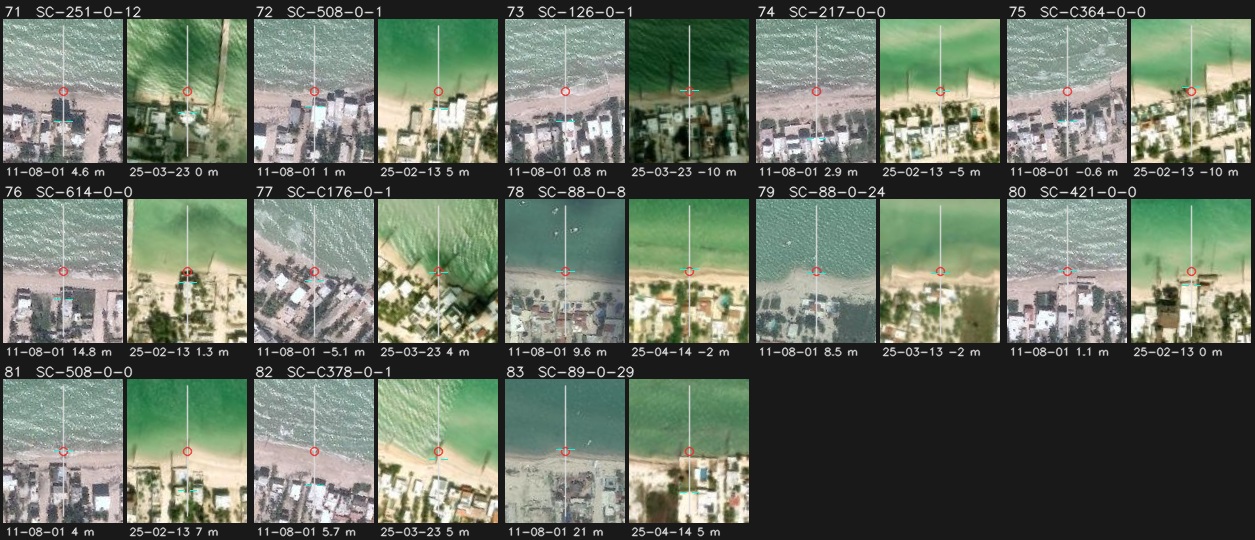 71 SC-251-0-12
72 SC-508-0-1
73 SC-126-0-1
74 SC-217-0-0
75 SC-C364-0-0
11-08-01 4.6 m
25-03-23 0 m
11-08-01 1 m
25-02-13 5 m
11-08-01 0.8 m
25-03-23 -10 m
11-08-01 2.9 m
25-02-13 -5 m
11-08-01 -0.6 m
25-02-13 -10 m
76 SC-614-0-0
77 SC-C176-0-1
78 SC-88-0-8
79 SC-88-0-24
80 SC-421-0-0
11-08-01 14.8 m
25-02-13 1.3 m
11-08-01 -5.1 m
25-03-23 4 m
11-08-01 9.6 m
25-04-14 -2 m
11-08-01 8.5 m
25-03-13 -2 m
11-08-01 1.1 m
25-02-13 0 m
81 SC-508-0-0
82 SC-C378-0-1
83 SC-89-0-29
11-08-01 4 m
25-02-13 7 m
11-08-01 5.7 m
25-03-23 5 m
11-08-01 21 m
25-04-14 5 m